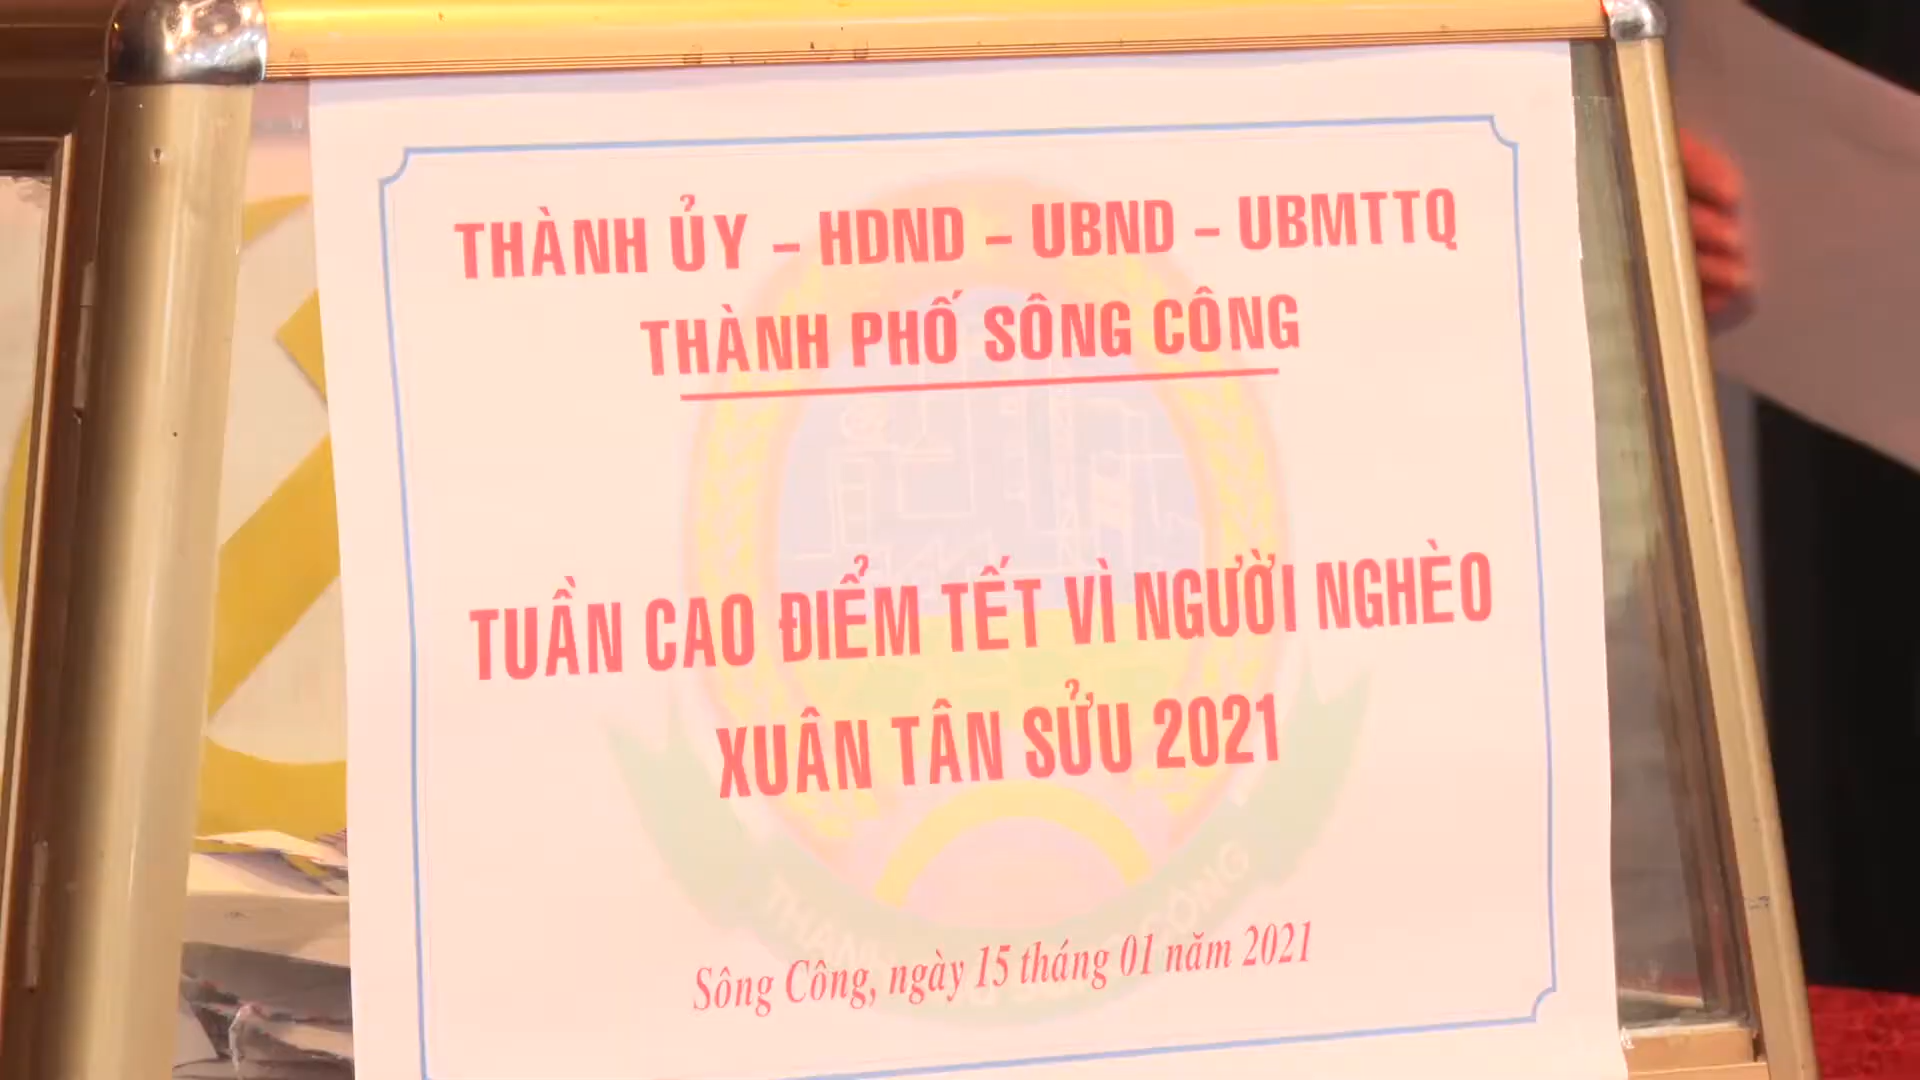 THÀNH ỦY – HDND – UBND – UBMTTQ
THÀNH PHỐ SÔNG CÔNG
TUẦN CAO ĐIỂM TẾT VÌ NGƯỜI NGHÈO
XUÂN TÂN SỬU 2021
Sông Công, ngày 15 tháng 01 năm 2021